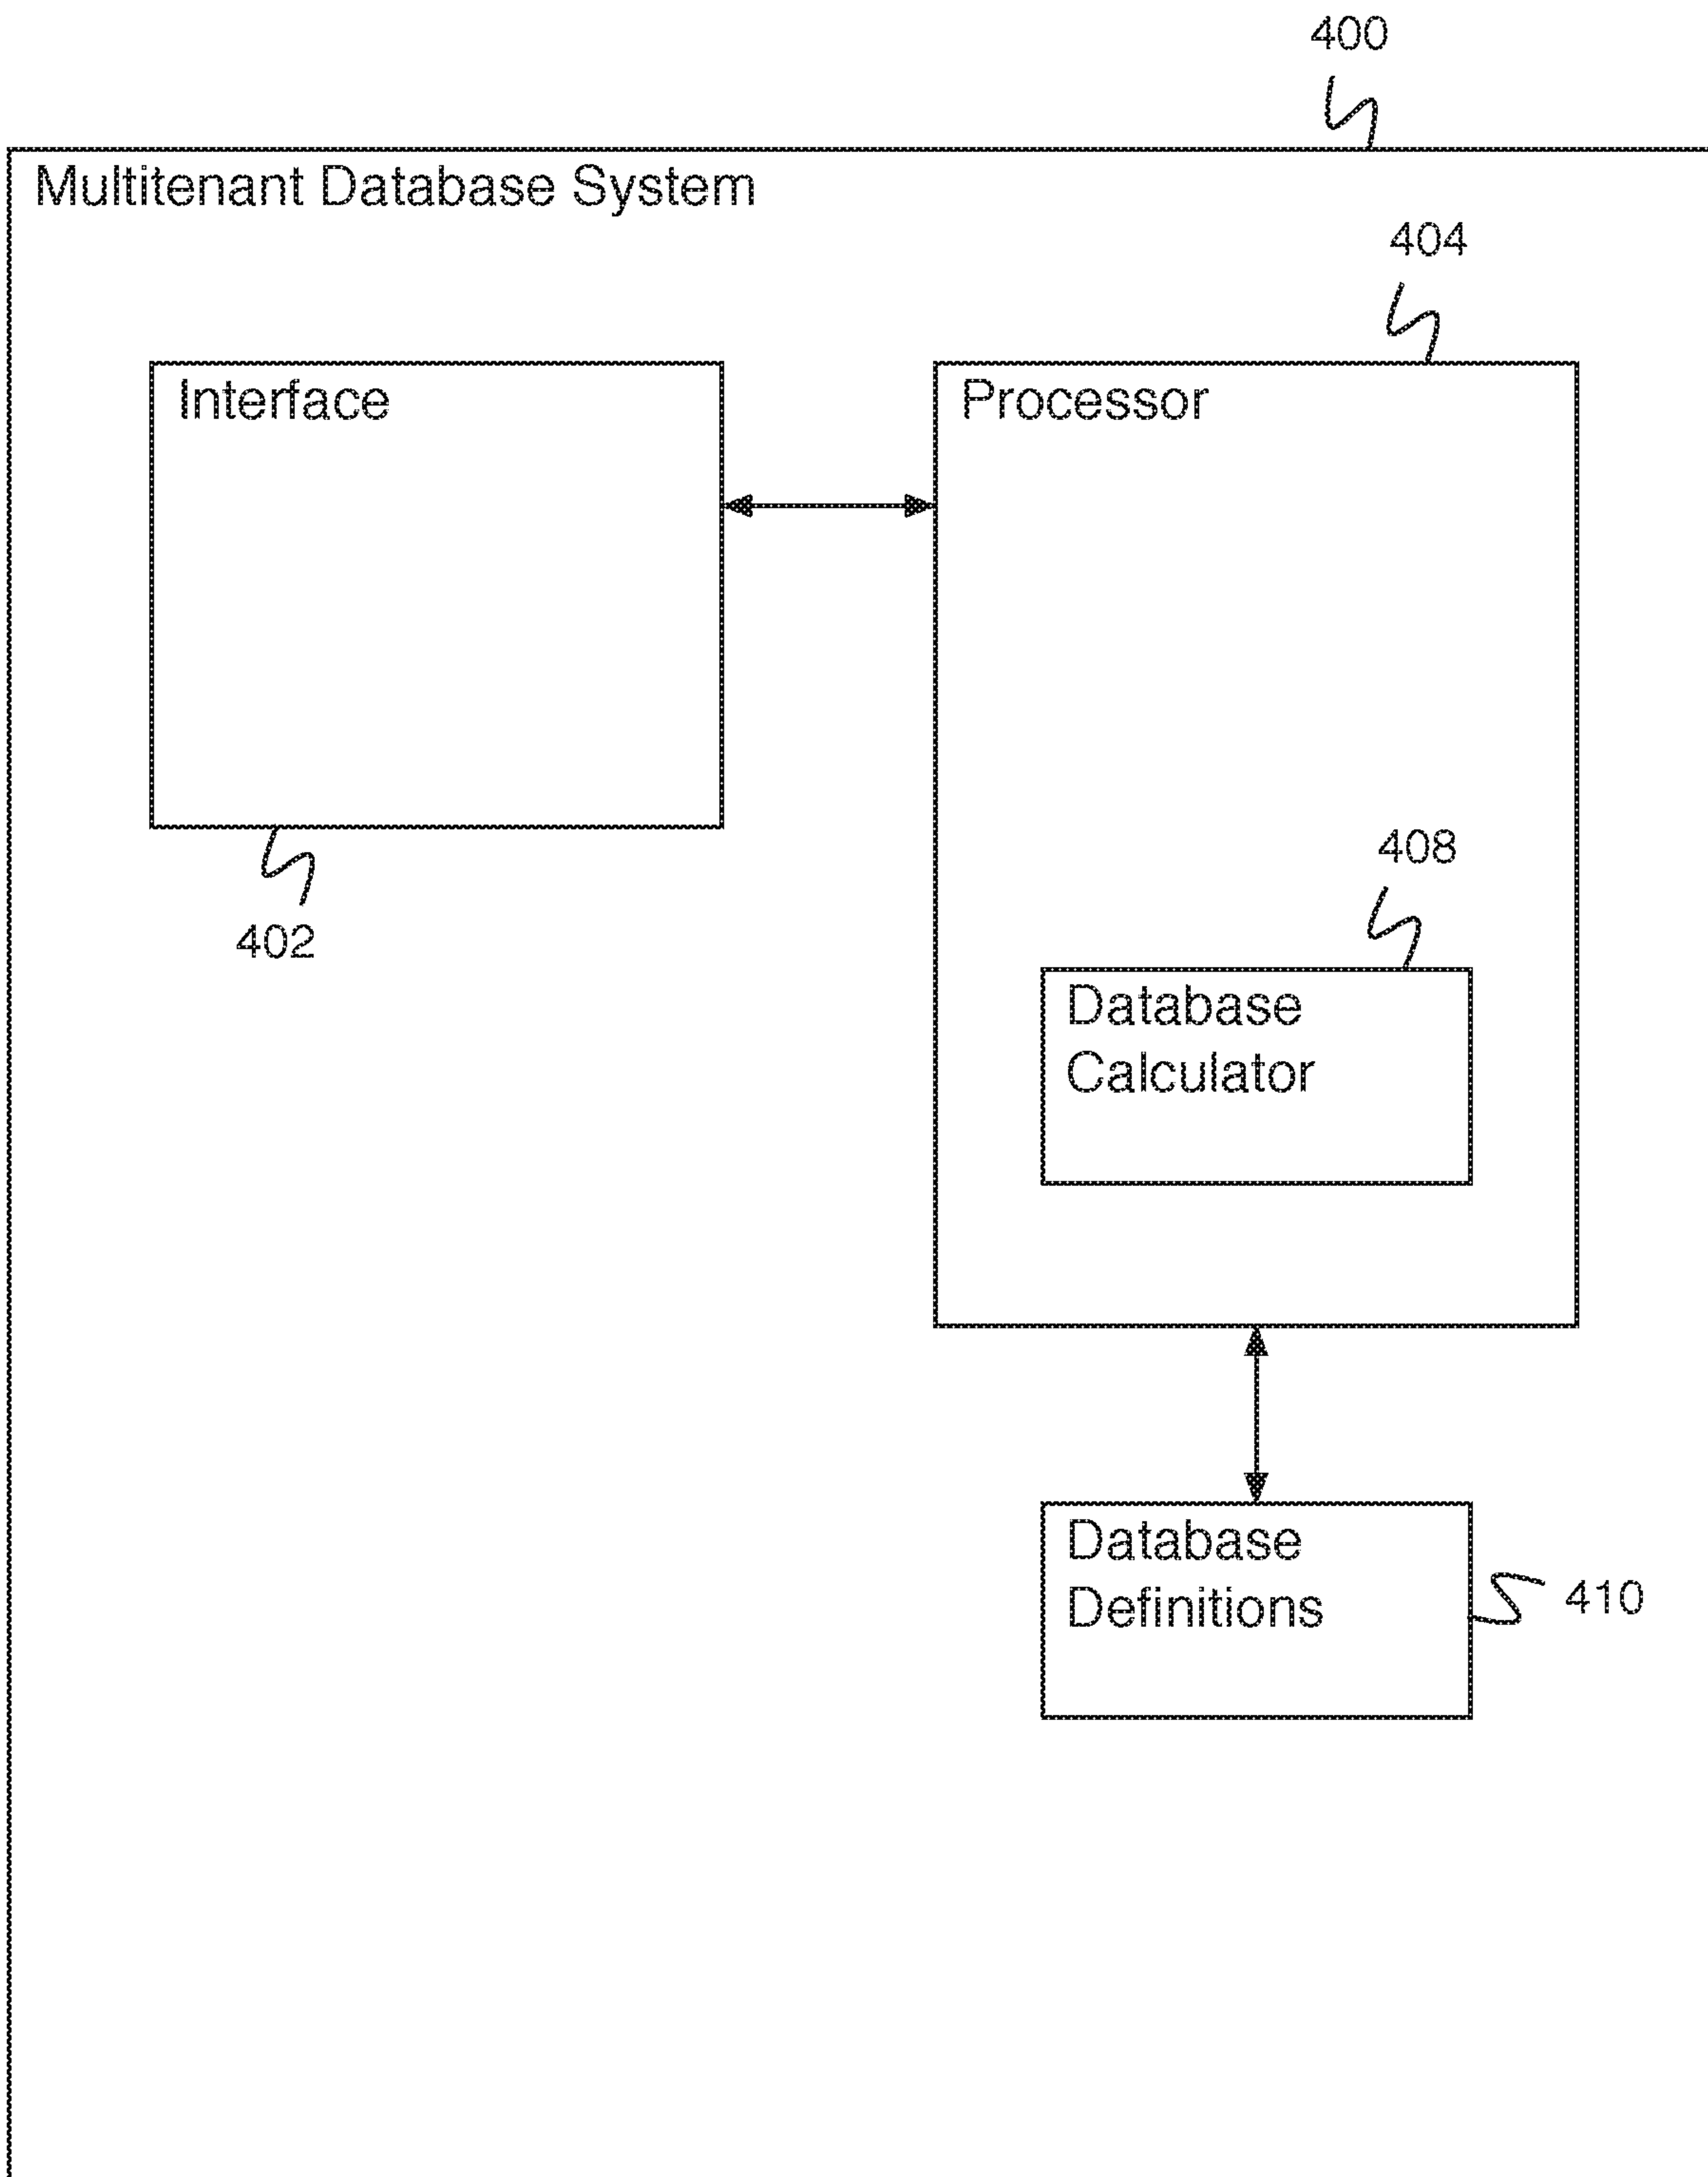 400
Multitenant Database System
404
Interface
Processor
408
402
Database
Calculator
Database
Definitions
410